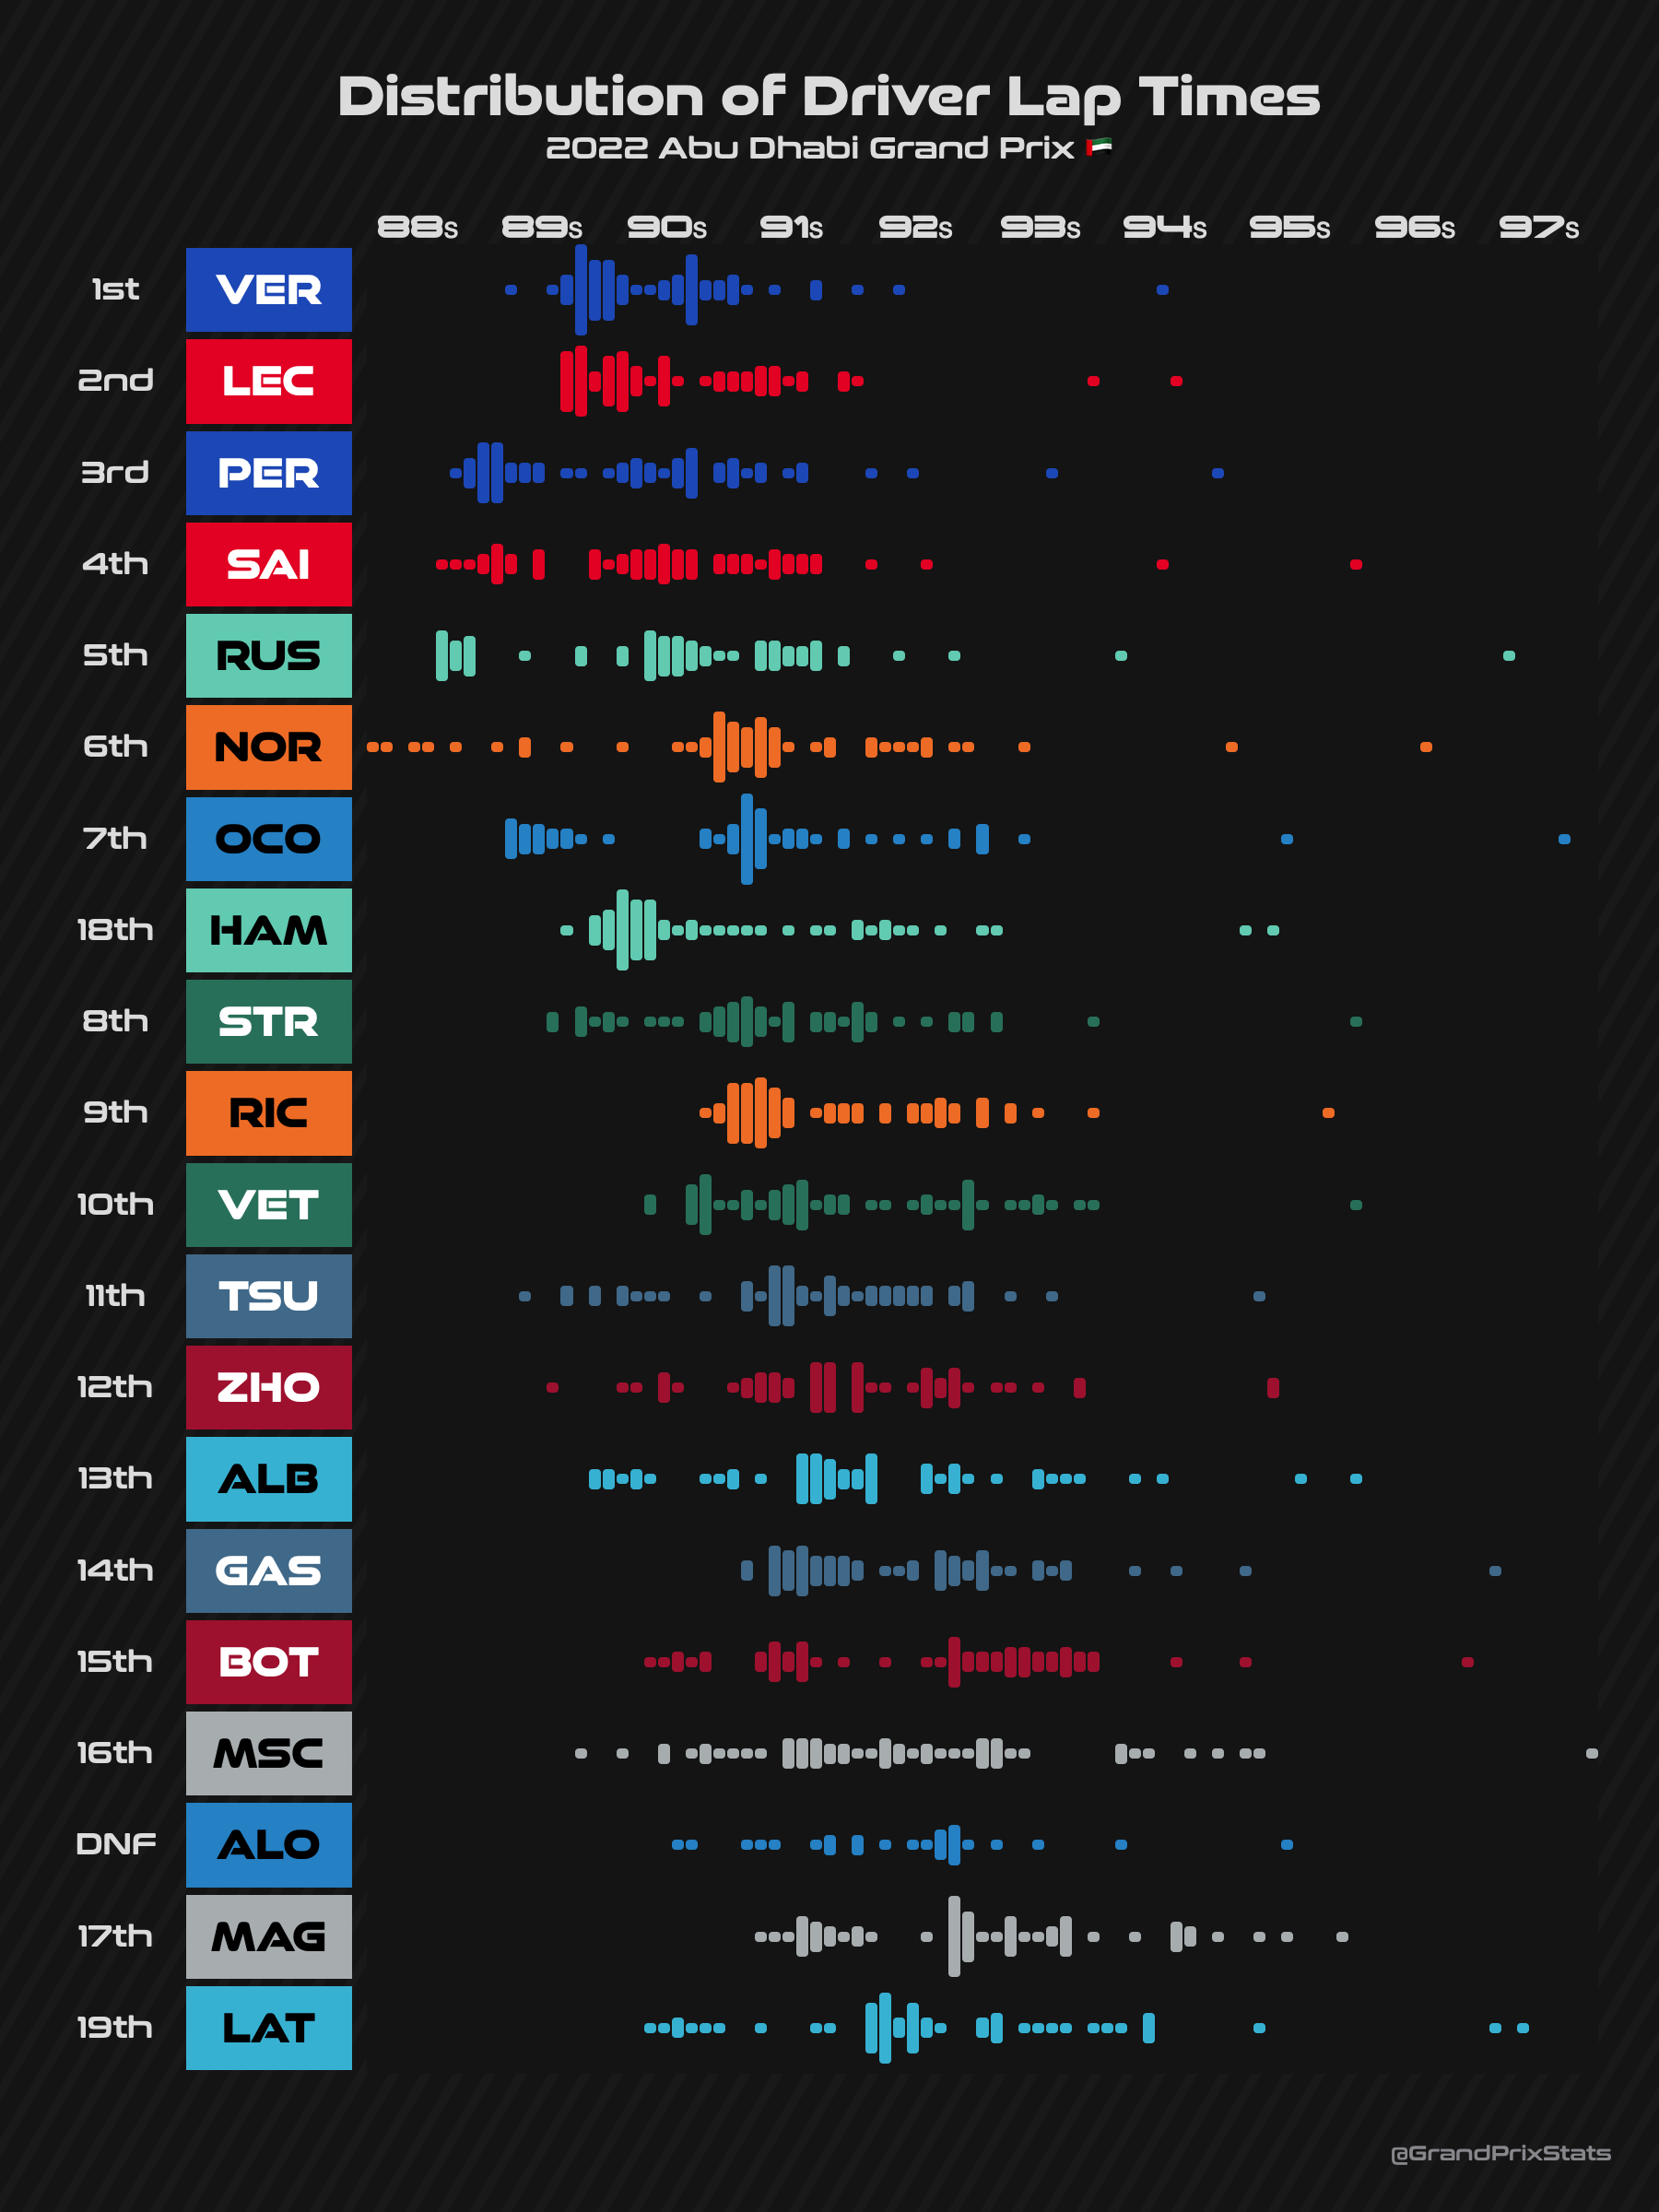 Distribution of Driver Lap Times
2022 Abu Dhabi Grand Prix 🇦🇪
88s 89s 90s 91s 92s 93s 94s 95s 96s 97s
1st VER
2nd LEC
3rd PER
4th SAI
5th RUS
6th NOR
7th OCO
18th HAM
8th STR
9th RIC
10th VET
11th TSU
12th ZHO
13th ALB
14th GAS
15th BOT
16th MSC
DNF ALO
17th MAG
19th LAT
@GrandPrixStats